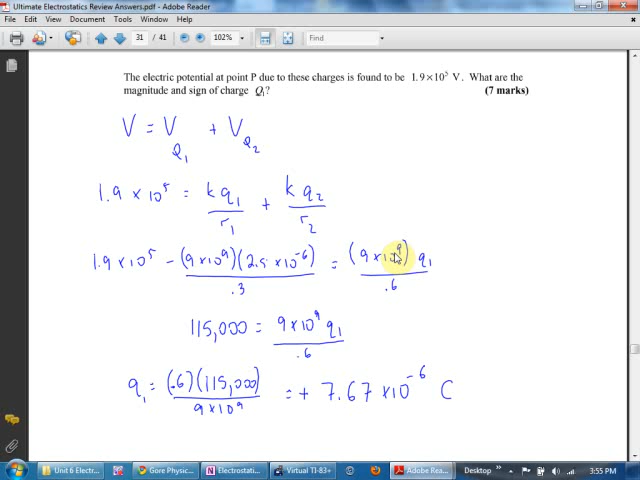 Ultimate Electrostatics Review Answers.pdf - Adobe Reader
File Edit View Document Tools Window Help
31 / 41 102% Find
The electric potential at point P due to these charges is found to be 1.9 × 10⁵ V. What are the
magnitude and sign of charge Q₁? (7 marks)
V = V_Q₁ + V_Q₂
1.9 × 10⁵ = kq₁/r₁ + kq₂/r₂
1.9 × 10⁵ - (9×10⁹)(2.5 × 10⁻⁶)/.3 = (9×10⁹) q₁/.6
115,000 = 9×10⁹ q₁/.6
q₁ = (.6)(115,000)/9×10⁹ = + 7.67 ×10⁻⁶ C
Unit 6 Electr... Gore Physic... Electrostati... Virtual TI-83+ Adobe Rea... Desktop » 3:55 PM